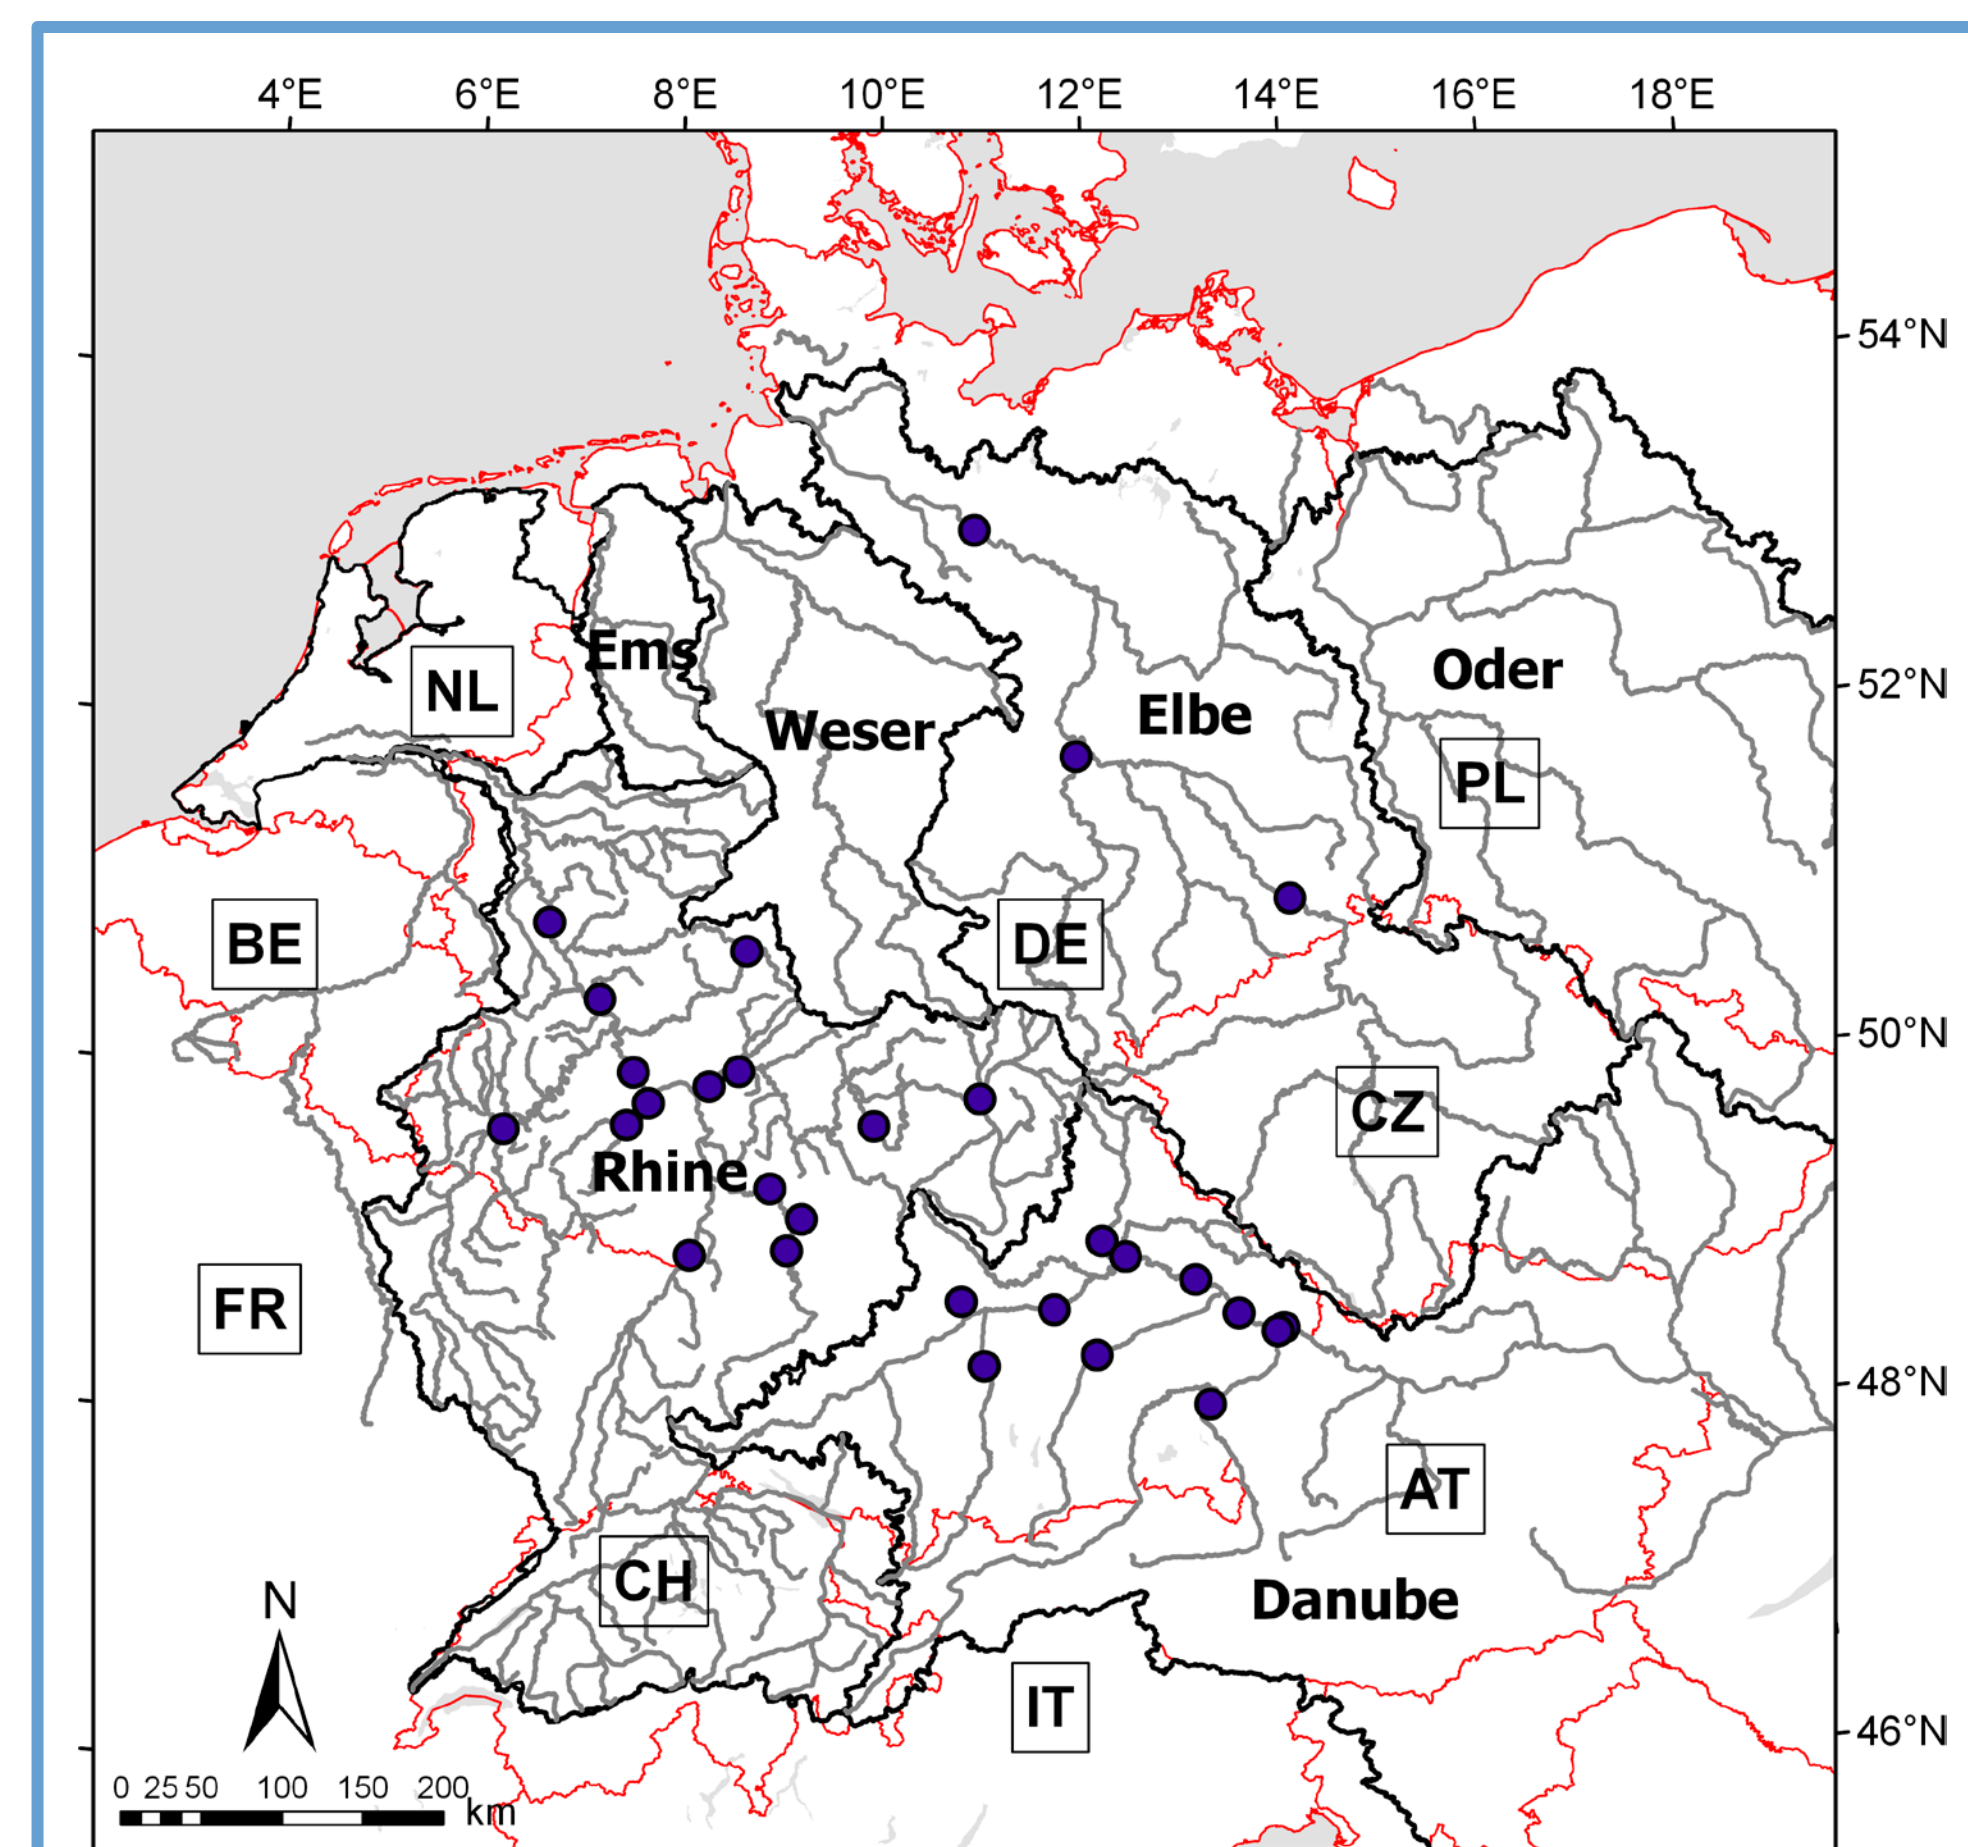 4°E 6°E 8°E 10°E 12°E 14°E 16°E 18°E
54°N
Ems
52°N
Oder
NL
Elbe
Weser
PL
BE
DE
50°N
CZ
Rhine
FR
48°N
AT
CH
N
Danube
IT
46°N
0 25 50 100 150 200
km